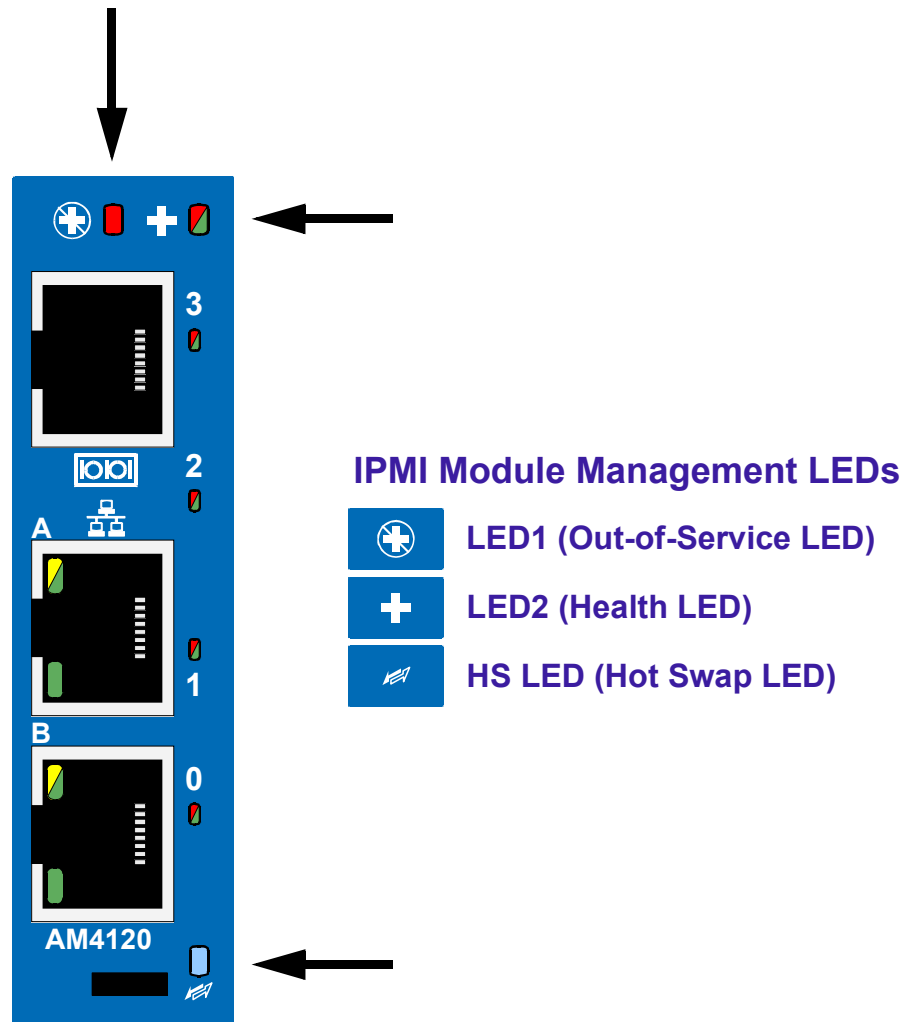 3
IOIOI
2
A
1
B
0
AM4120
IPMI Module Management LEDs
LED1 (Out-of-Service LED)
LED2 (Health LED)
HS LED (Hot Swap LED)